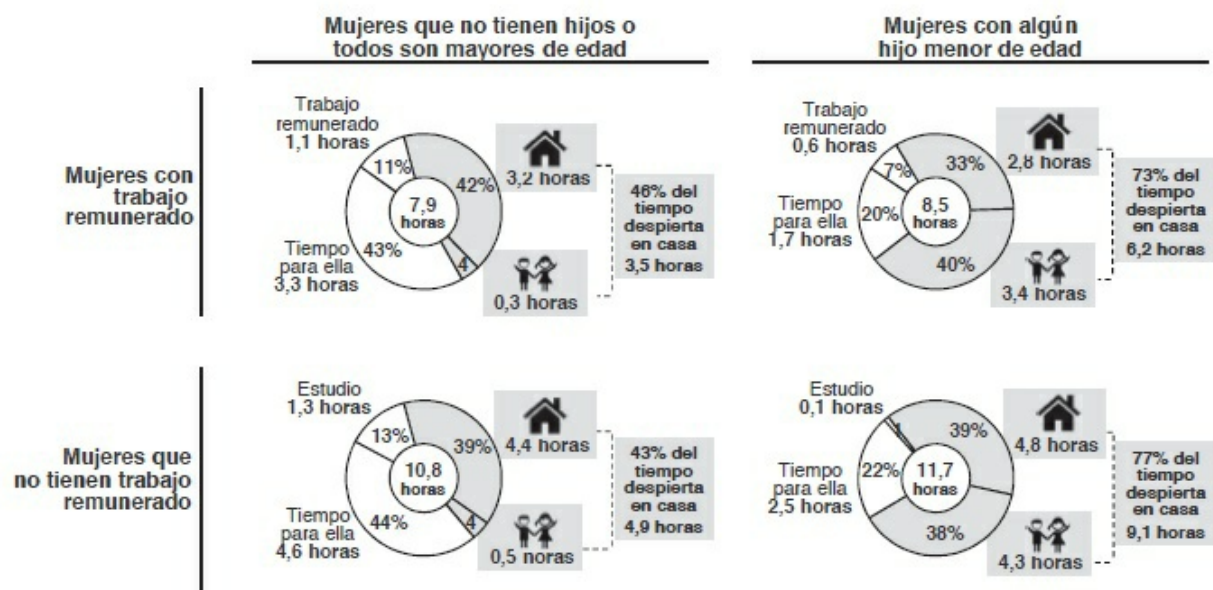 Mujeres que no tienen hijos o
todos son mayores de edad
Mujeres con algún
hijo menor de edad
Mujeres con
trabajo
remunerado
Trabajo
remunerado
1,1 horas
11%
42%
7,9
horas
43%
4
Tiempo
para ella
3,3 horas
3,2 horas
0,3 horas
46% del
tiempo
despierta
en casa
3,5 horas
Trabajo
remunerado
0,6 horas
7%
33%
8,5
horas
20%
40%
Tiempo
para ella
1,7 horas
2,8 horas
3,4 horas
73% del
tiempo
despierta
en casa
6,2 horas
Mujeres que
no tienen trabajo
remunerado
Estudio
1,3 horas
13%
39%
10,8
horas
44%
4
Tiempo
para ella
4,6 horas
4,4 horas
0,5 horas
43% del
tiempo
despierta
en casa
4,9 horas
Estudio
0,1 horas
1
39%
11,7
horas
22%
38%
Tiempo
para ella
2,5 horas
4,8 horas
4,3 horas
77% del
tiempo
despierta
en casa
9,1 horas